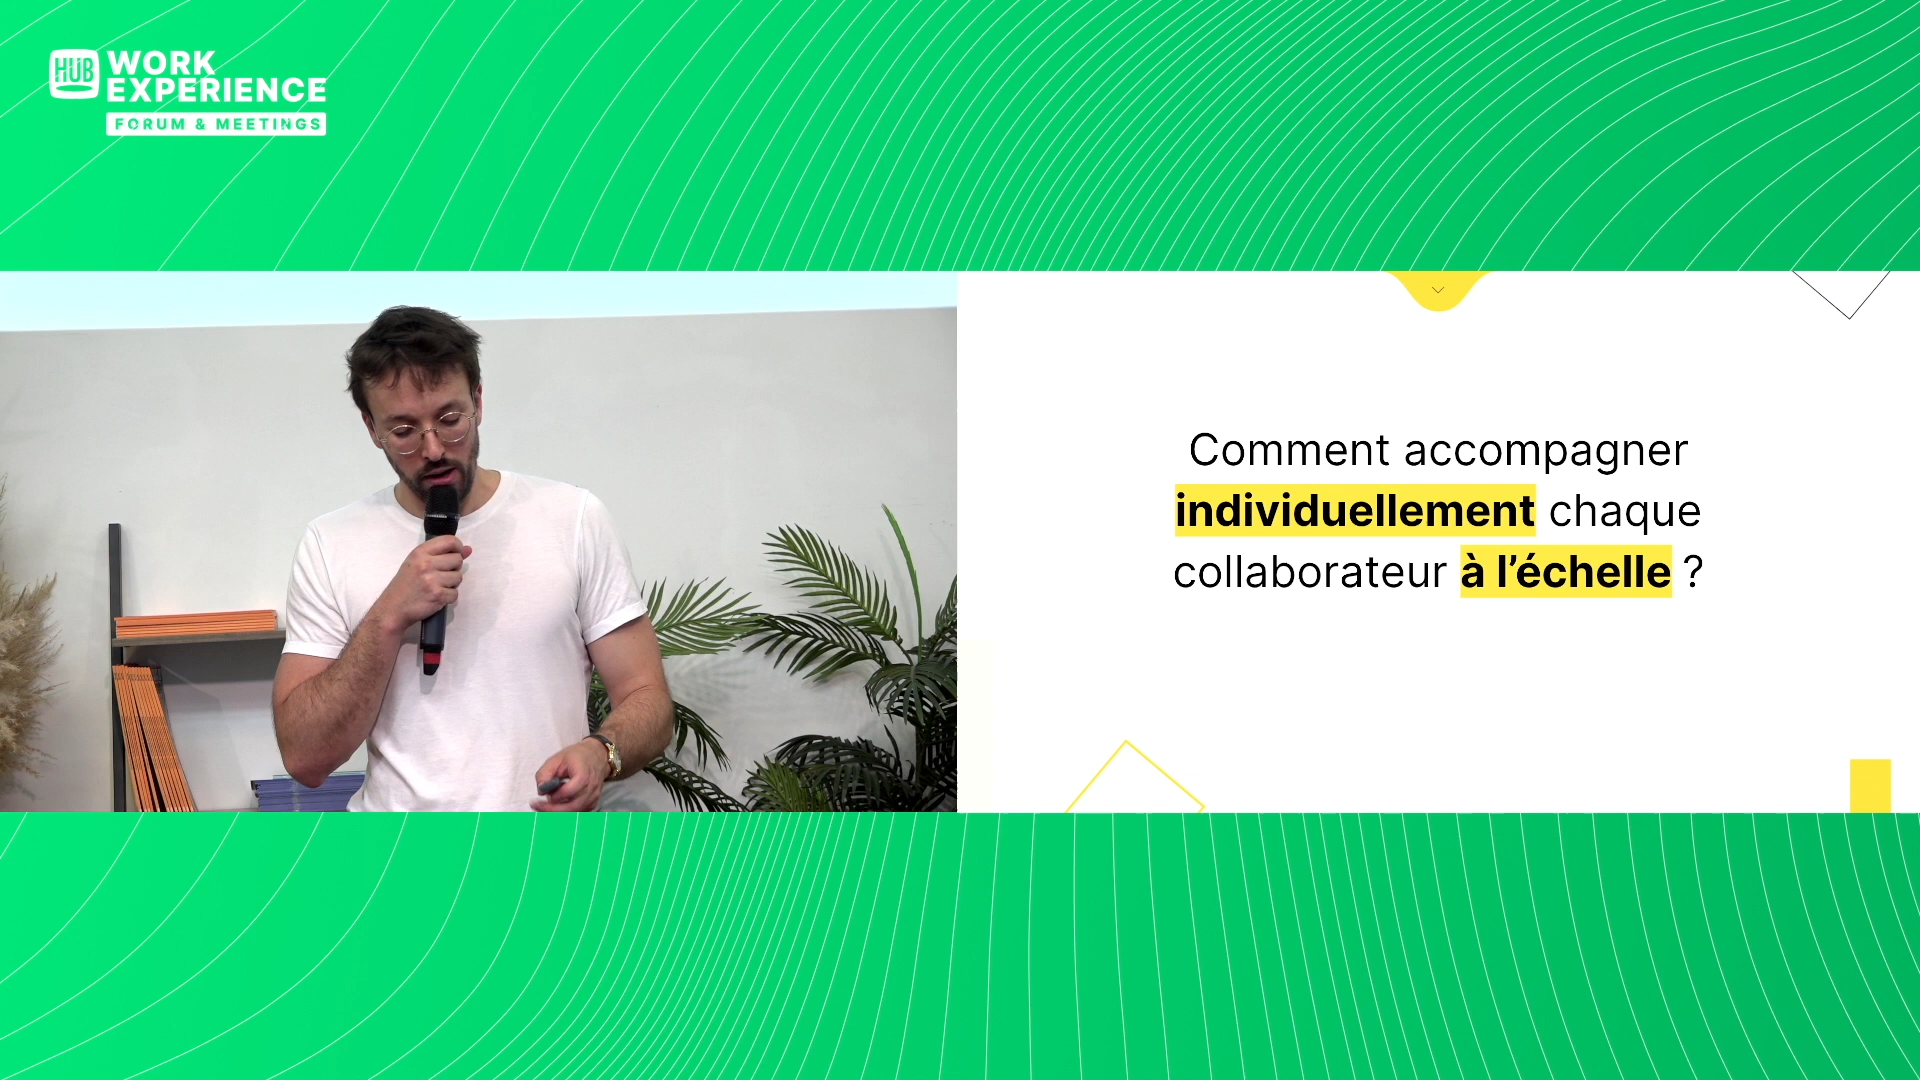 HUB
WORK
EXPERIENCE
FORUM & MEETINGS
Comment accompagner
individuellement chaque
collaborateur à l’échelle ?